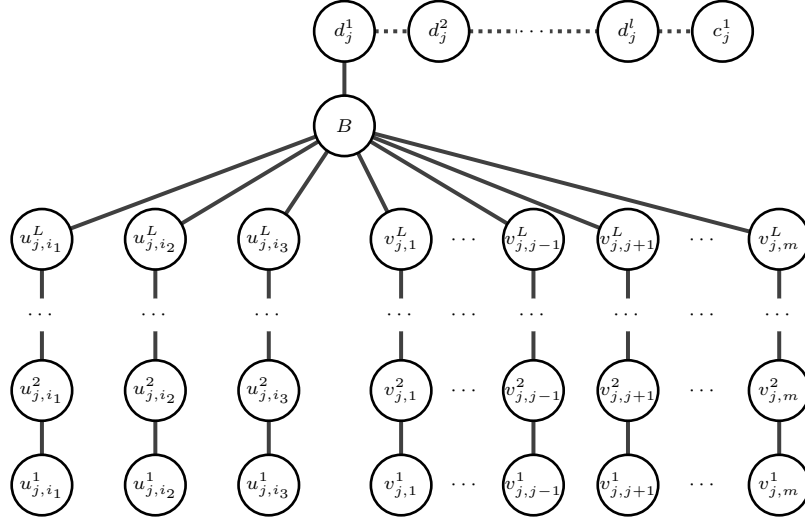 d_j^1 d_j^2 ... d_j^l c_j^1
B
u_{j,i_1}^L u_{j,i_2}^L u_{j,i_3}^L v_{j,1}^L ... v_{j,j-1}^L v_{j,j+1}^L ... v_{j,m}^L
... ... ... ... ... ... ... ... ...
u_{j,i_1}^2 u_{j,i_2}^2 u_{j,i_3}^2 v_{j,1}^2 ... v_{j,j-1}^2 v_{j,j+1}^2 ... v_{j,m}^2
u_{j,i_1}^1 u_{j,i_2}^1 u_{j,i_3}^1 v_{j,1}^1 ... v_{j,j-1}^1 v_{j,j+1}^1 ... v_{j,m}^1